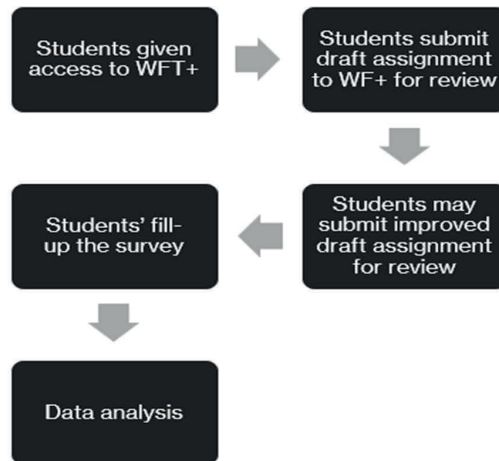 Students given
access to WFT+
Students submit
draft assignment
to WF+ for review
Students may
submit improved
draft assignment
for review
Students' fill-
up the survey
Data analysis